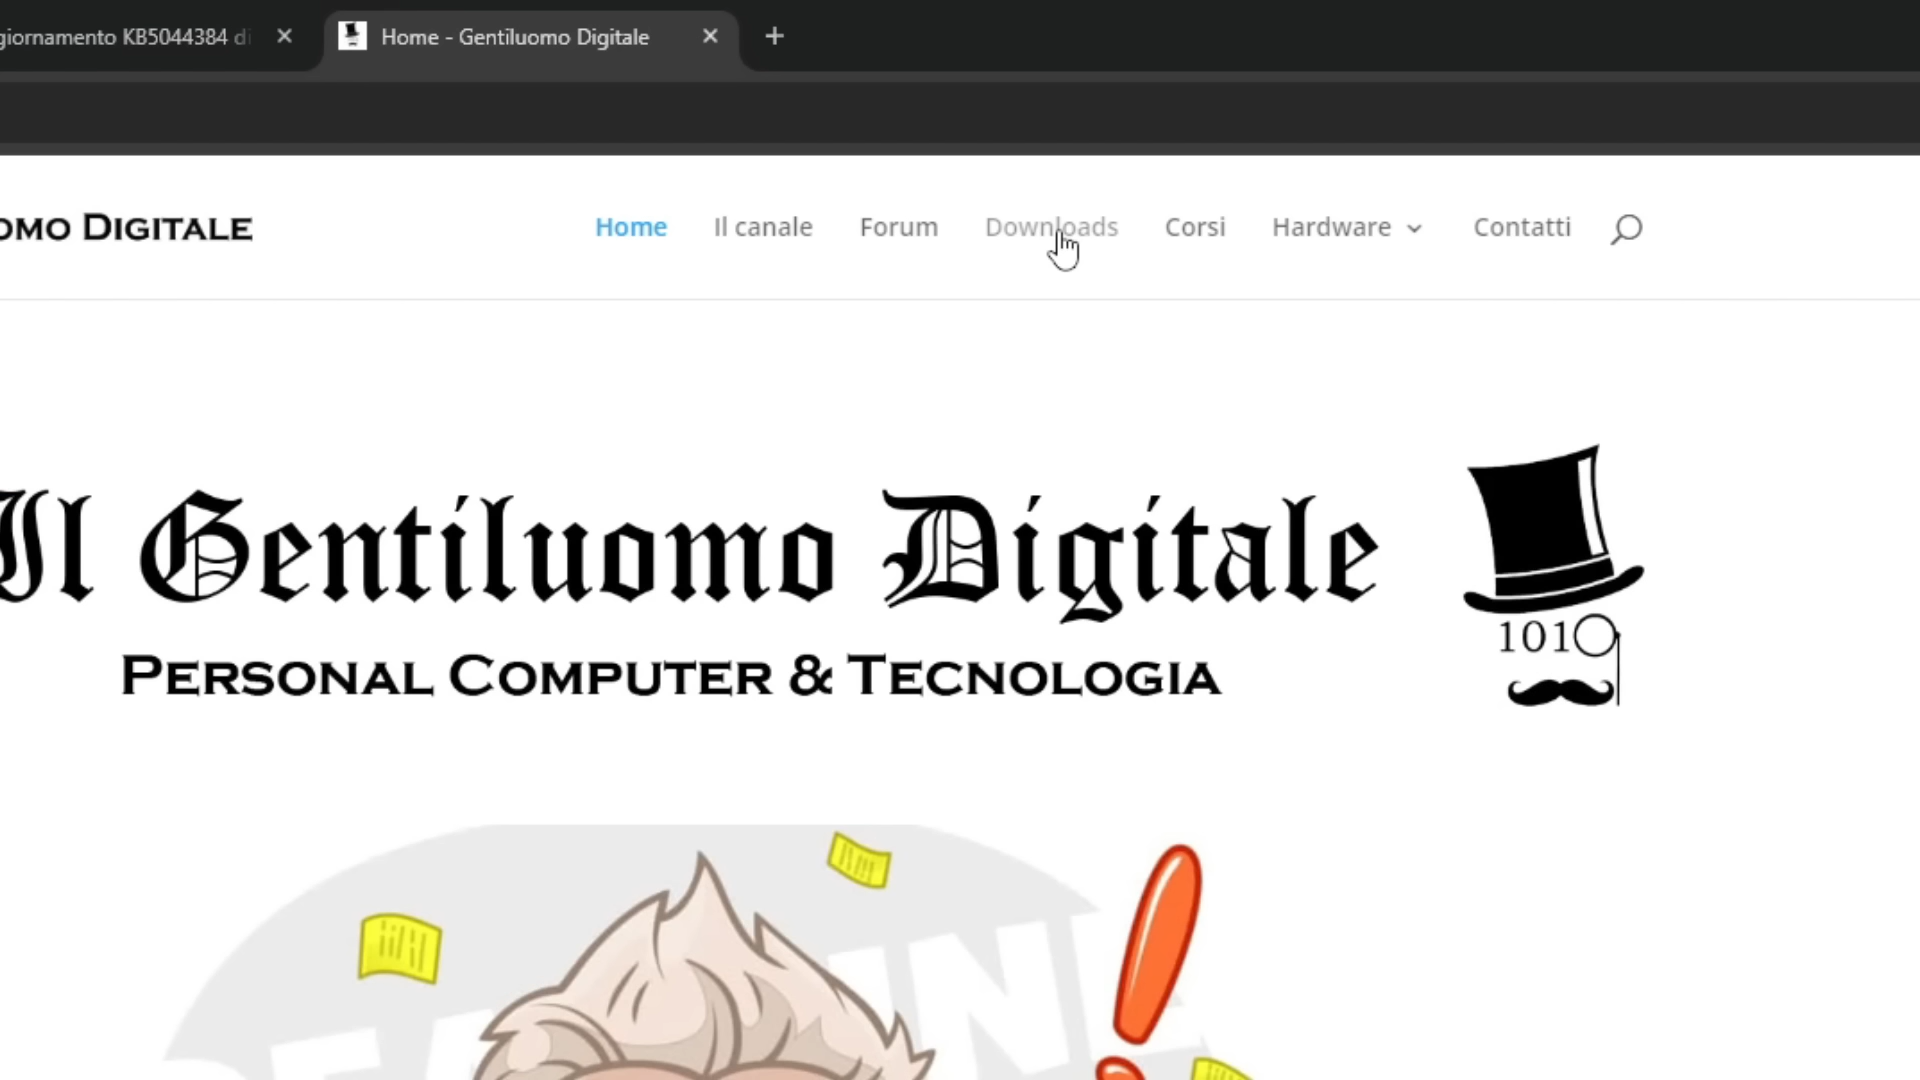 giornamento KB5044384 di
Home - Gentiluomo Digitale
OMO DIGITALE
Home Il canale Forum Downloads Corsi Hardware Contatti
Il Gentiluomo Digitale
PERSONAL COMPUTER & TECNOLOGIA
1010